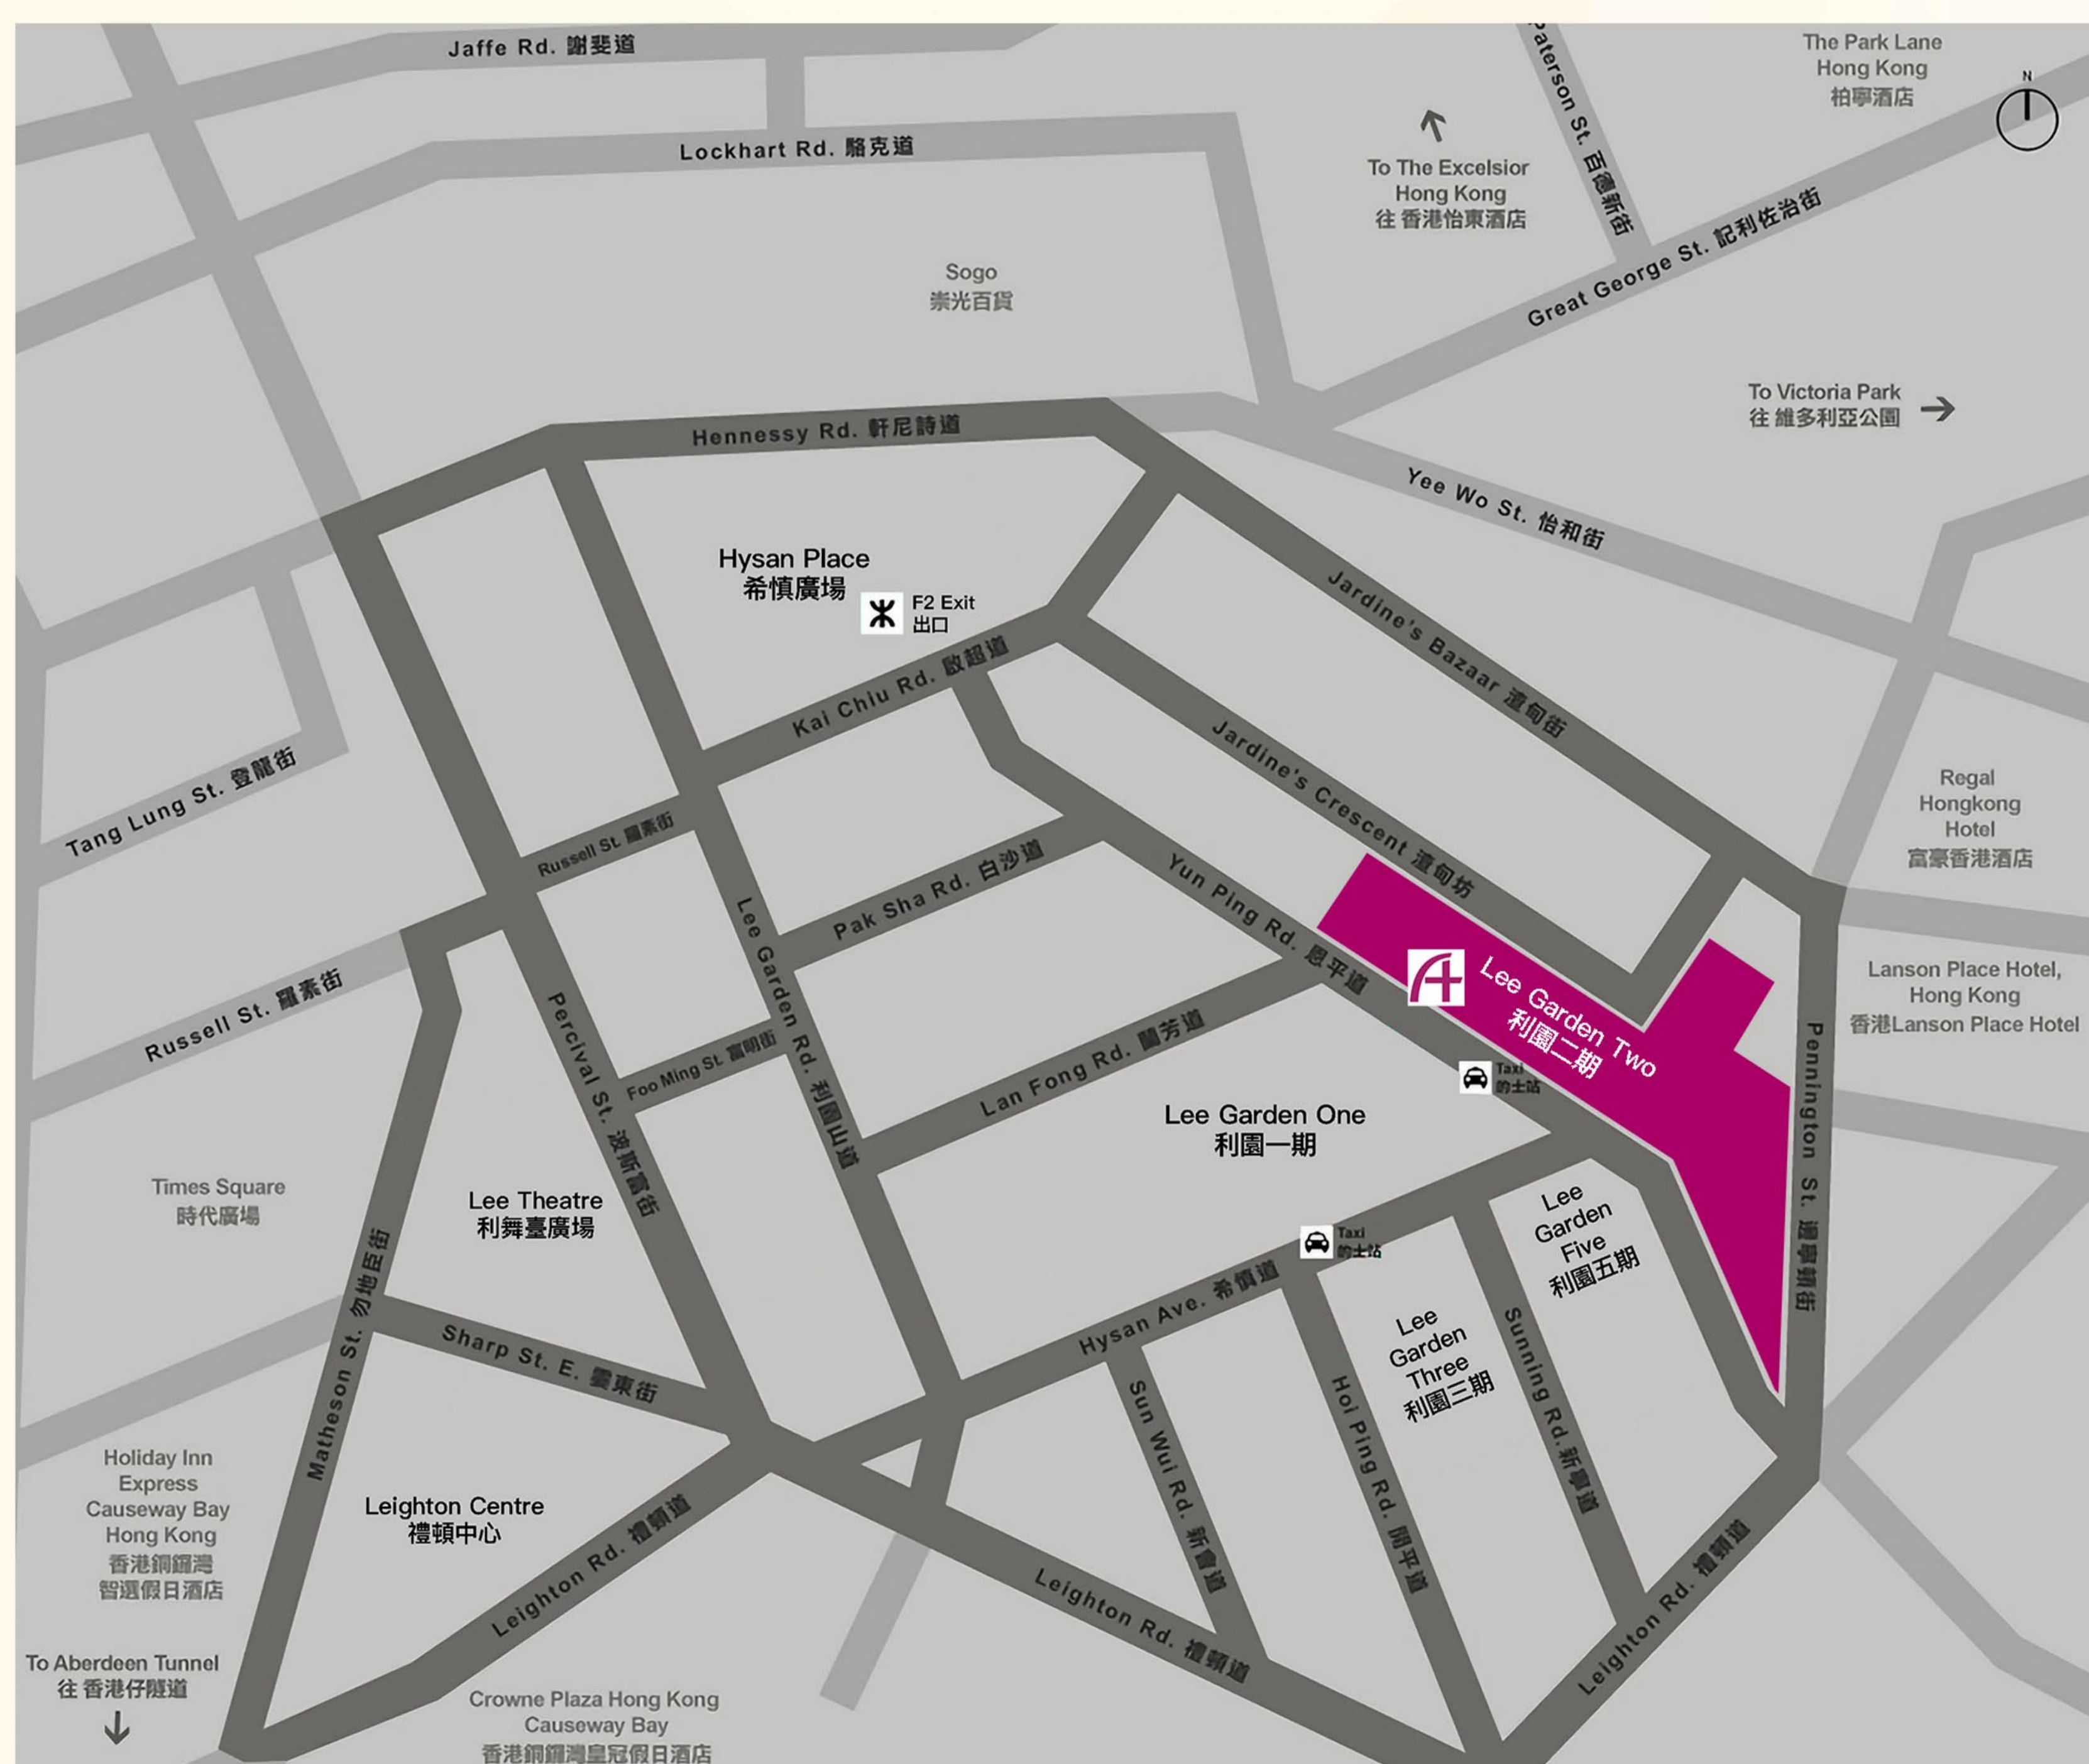 Jaffe Rd. 謝斐道
Lockhart Rd. 駱克道
Paterson St. 百德新街
The Park Lane
Hong Kong
柏寧酒店
N
To The Excelsior
Hong Kong
往 香港怡東酒店
Great George St. 記利佐治街
Sogo
崇光百貨
To Victoria Park
往 維多利亞公園
Hennessy Rd. 軒尼詩道
Yee Wo St. 怡和街
Hysan Place
希慎廣場
F2 Exit
出口
Kai Chiu Rd. 啟超道
Jardine's Bazaar 渣甸街
Jardine's Crescent 渣甸坊
Tang Lung St. 登龍街
Russell St. 羅素街
Pak Sha Rd. 白沙道
Yun Ping Rd. 恩平道
Regal
Hongkong
Hotel
富豪香港酒店
Lee Garden Rd. 利園山道
Russell St. 羅素街
Percival St. 波斯富街
Foo Ming St. 富明街
Lan Fong Rd. 蘭芳道
Lee Garden Two
利園二期
Lanson Place Hotel,
Hong Kong
香港Lanson Place Hotel
Pennington St. 邊寧頓街
Taxi
的士站
Lee Garden One
利園一期
Times Square
時代廣場
Lee Theatre
利舞臺廣場
Taxi
的士站
Lee
Garden
Five
利園五期
Matheson St. 勿地臣街
Sharp St. E. 霎東街
Hysan Ave. 希慎道
Lee
Garden
Three
利園三期
Sun Wui Rd. 新會道
Hoi Ping Rd. 開平道
Sunning Rd. 新寧道
Holiday Inn
Express
Causeway Bay
Hong Kong
香港銅鑼灣
智選假日酒店
Leighton Centre
禮頓中心
Leighton Rd. 禮頓道
Leighton Rd. 禮頓道
Leighton Rd. 禮頓道
To Aberdeen Tunnel
往 香港仔隧道
Crowne Plaza Hong Kong
Causeway Bay
香港銅鑼灣皇冠假日酒店